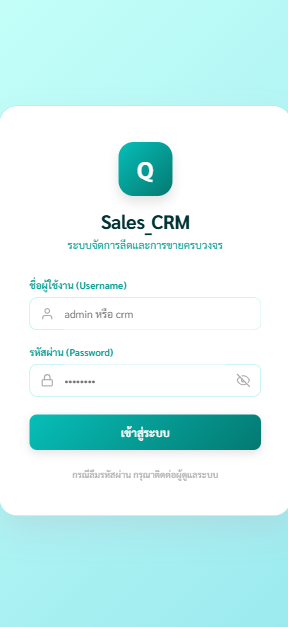 Q
Sales_CRM
ระบบจัดการลีดและการขายครบวงจร
ชื่อผู้ใช้งาน (Username)
admin หรือ crm
รหัสผ่าน (Password)
••••••••
เข้าสู่ระบบ
กรณีลืมรหัสผ่าน กรุณาติดต่อผู้ดูแลระบบ